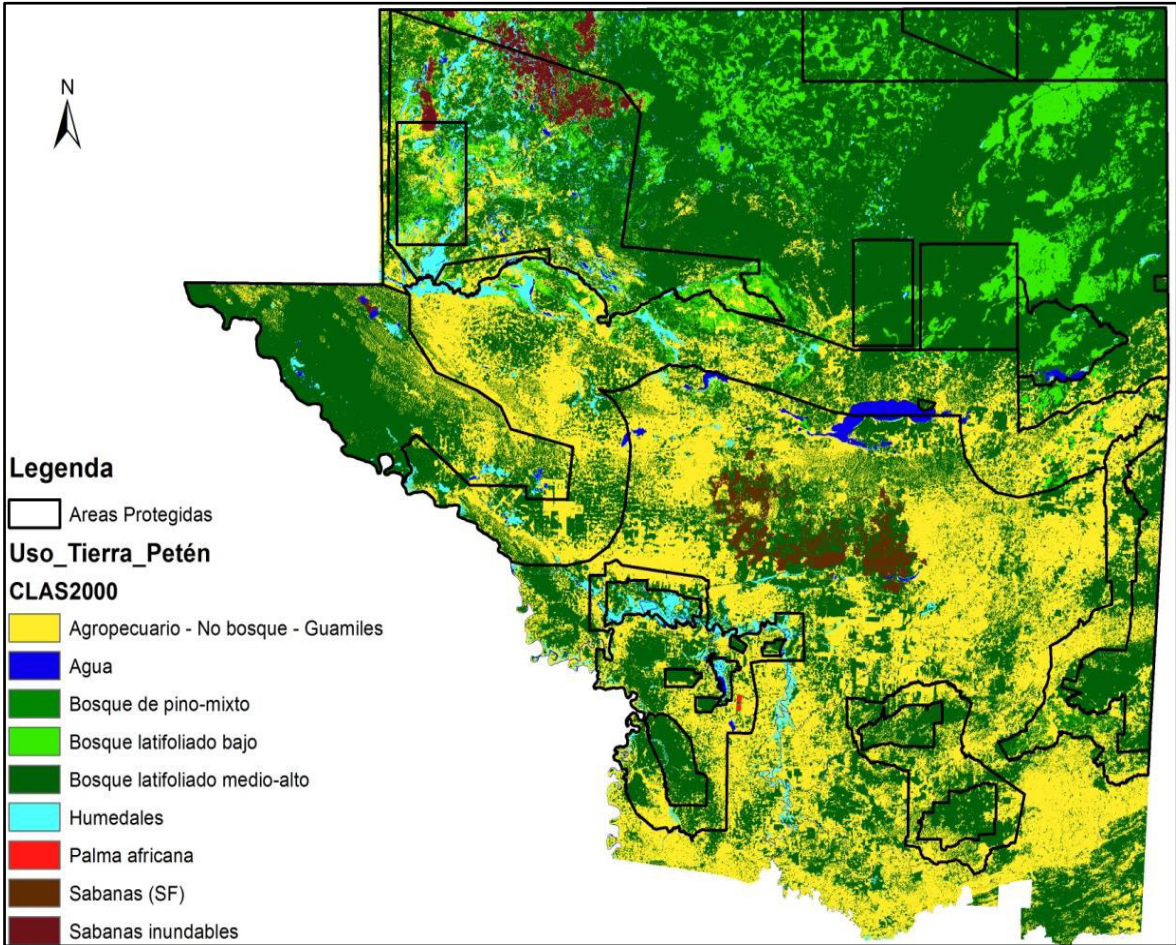 N
Legenda
Areas Protegidas
Uso_Tierra_Petén
CLAS2000
Agropecuario - No bosque - Guamiles
Agua
Bosque de pino-mixto
Bosque latifoliado bajo
Bosque latifoliado medio-alto
Humedales
Palma africana
Sabanas (SF)
Sabanas inundables